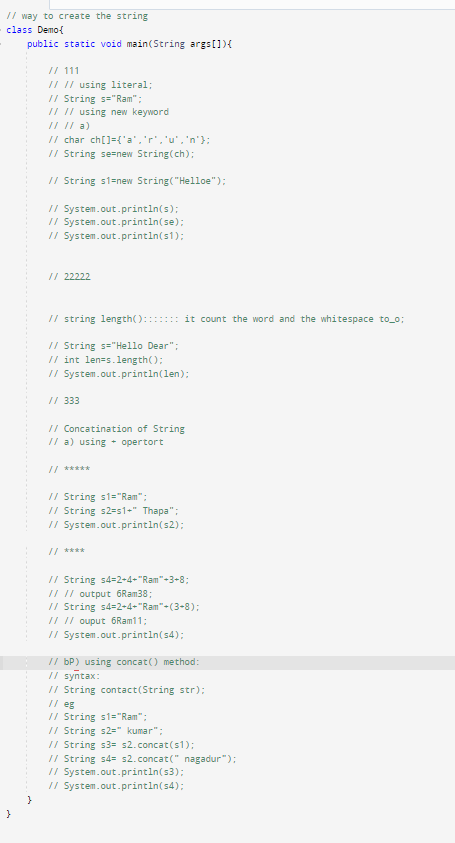 // way to create the string
class Demo{
public static void main(String args[]){
// 111
// // using literal;
// String s="Ram";
// // using new keyword
// // a)
// char ch[]={'a','r','u','n'};
// String se=new String(ch);
// String s1=new String("Helloe");
// System.out.println(s);
// System.out.println(se);
// System.out.println(s1);
// 22222
// string length()::::::: it count the word and the whitespace to_o;
// String s="Hello Dear";
// int len=s.length();
// System.out.println(len);
// 333
// Concatination of String
// a) using + opertort
// *****
// String s1="Ram";
// String s2=s1+" Thapa";
// System.out.println(s2);
// ****
// String s4=2+4+"Ram"+3+8;
// // output 6Ram38;
// String s4=2+4+"Ram"+(3+8);
// // ouput 6Ram11;
// System.out.println(s4);
// bP) using concat() method:
// syntax:
// String contact(String str);
// eg
// String s1="Ram";
// String s2=" kumar";
// String s3= s2.concat(s1);
// String s4= s2.concat(" nagadur");
// System.out.println(s3);
// System.out.println(s4);
}
}